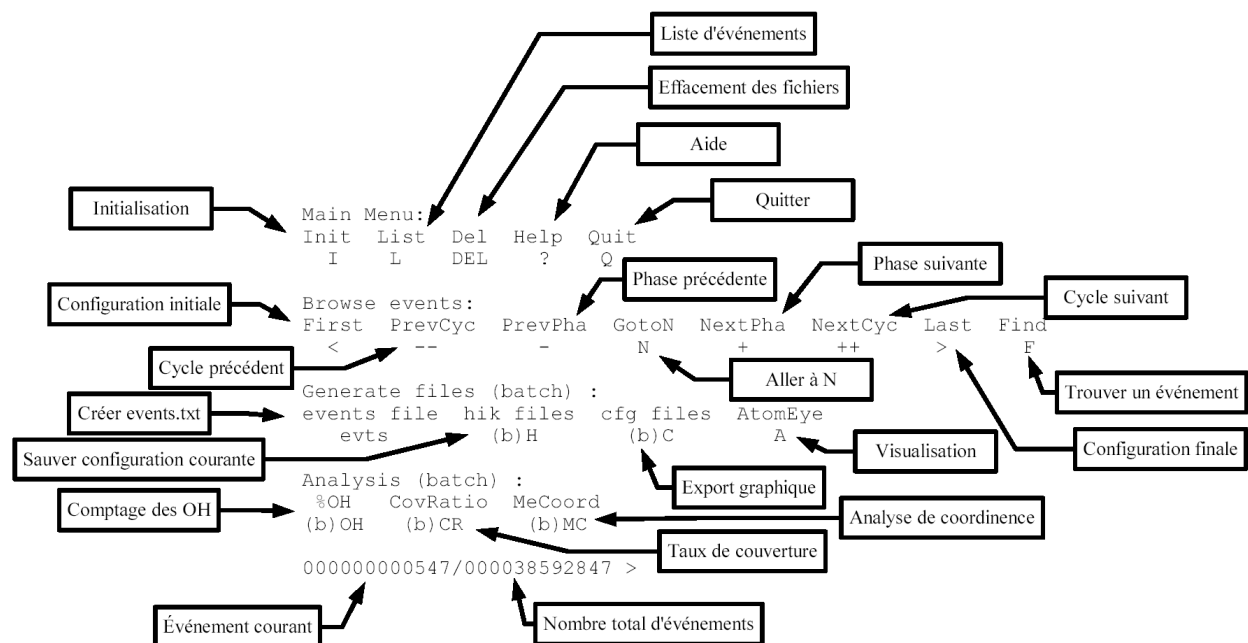 Liste d'événements
Effacement des fichiers
Aide
Initialisation
Quitter
Main Menu:
Init List Del Help Quit
I L DEL ? Q
Phase précédente
Phase suivante
Configuration initiale
Cycle suivant
Browse events:
First PrevCyc PrevPha GotoN NextPha NextCyc Last Find
< -- - N + ++ > F
Cycle précédent
Aller à N
Trouver un événement
Generate files (batch) :
Créer events.txt
events file hik files cfg files AtomEye
evts (b)H (b)C A
Sauver configuration courante
Visualisation
Configuration finale
Analysis (batch) :
Export graphique
Comptage des OH
%OH CovRatio MeCoord
(b)OH (b)CR (b)MC
Analyse de coordinence
Taux de couverture
000000000547/000038592847 >
Événement courant
Nombre total d'événements